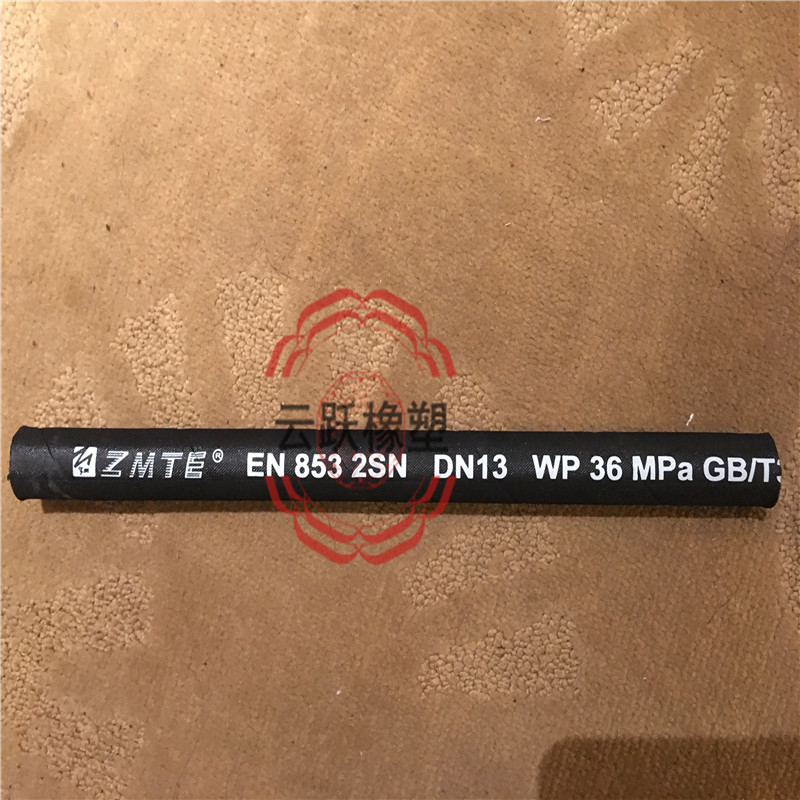 云跃橡塑
ZMTE® EN 853 2SN DN13 WP 36 MPa GB/T